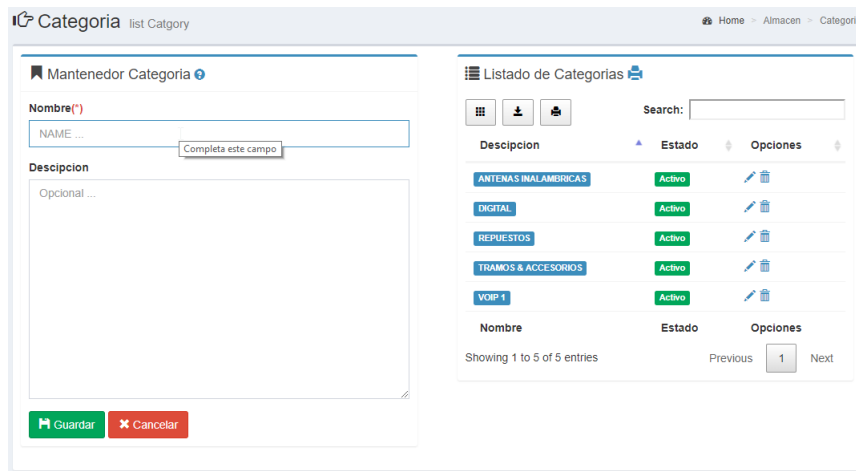 Categoria list Catgory
Home > Almacen > Categori
Mantenedor Categoria
Nombre(*)
NAME ...
Completa este campo
Descipcion
Opcional ...
Guardar
Cancelar
Listado de Categorias
Search:
Descipcion Estado Opciones
ANTENAS INALAMBRICAS Activo
DIGITAL Activo
REPUESTOS Activo
TRAMOS & ACCESORIOS Activo
VOIP 1 Activo
Nombre Estado Opciones
Showing 1 to 5 of 5 entries
Previous 1 Next